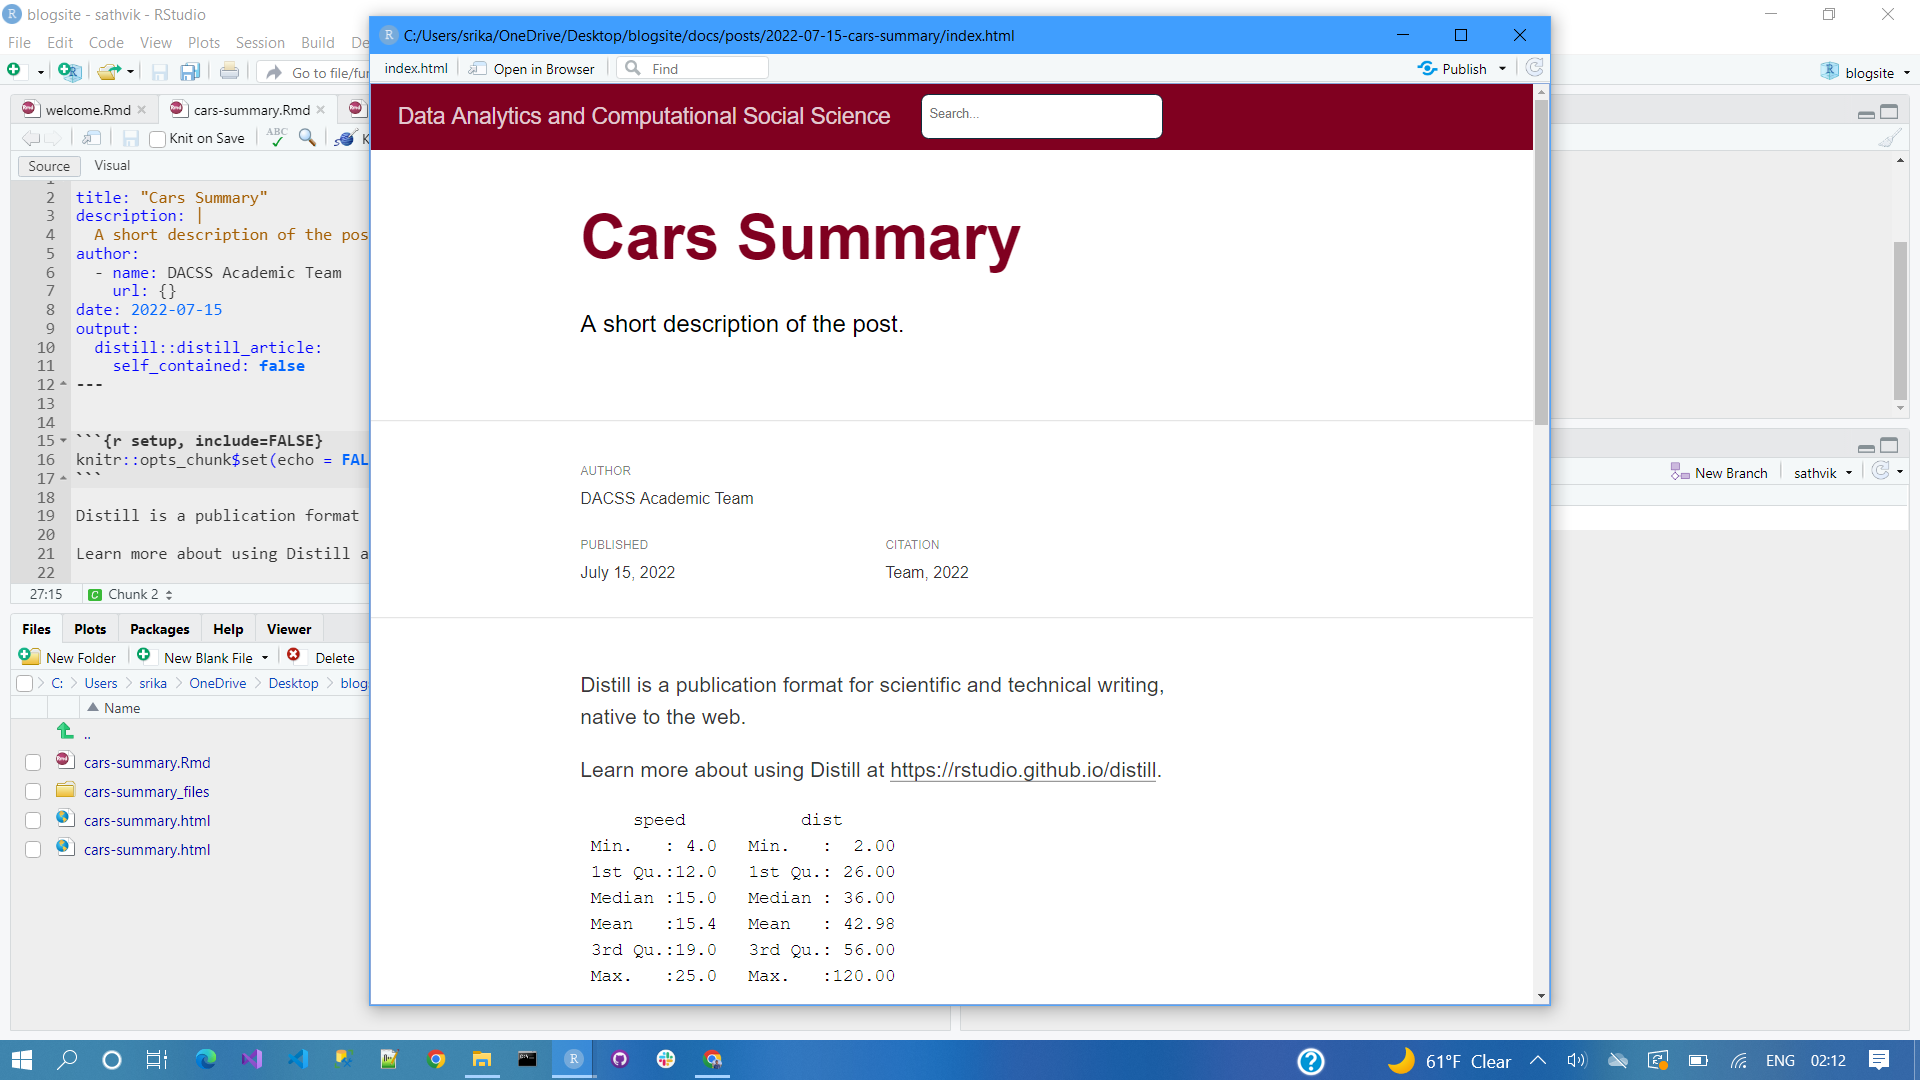 blogsite - sathvik - RStudio
File Edit Code View Plots Session Build De
Go to file/fun
blogsite
welcome.Rmd
cars-summary.Rmd
Knit on Save
ABC
K
Source Visual
1
2 title: "Cars Summary"
3 description: |
4 A short description of the pos
5 author:
6 - name: DACSS Academic Team
7 url: {}
8 date: 2022-07-15
9 output:
10 distill::distill_article:
11 self_contained: false
12 ---
13
14
15 ```{r setup, include=FALSE}
16 knitr::opts_chunk$set(echo = FAL
17 ```
18
19 Distill is a publication format
20
21 Learn more about using Distill a
22
27:15 C Chunk 2
Files Plots Packages Help Viewer
New Folder New Blank File Delete
C: Users srika OneDrive Desktop blog
Name
..
cars-summary.Rmd
cars-summary_files
cars-summary.html
cars-summary.html
R C:/Users/srika/OneDrive/Desktop/blogsite/docs/posts/2022-07-15-cars-summary/index.html
index.html Open in Browser Find Publish
Data Analytics and Computational Social Science Search...
Cars Summary
A short description of the post.
AUTHOR
DACSS Academic Team
PUBLISHED CITATION
July 15, 2022 Team, 2022
Distill is a publication format for scientific and technical writing,
native to the web.
Learn more about using Distill at https://rstudio.github.io/distill.
speed dist
Min. : 4.0 Min. : 2.00
1st Qu.:12.0 1st Qu.: 26.00
Median :15.0 Median : 36.00
Mean :15.4 Mean : 42.98
3rd Qu.:19.0 3rd Qu.: 56.00
Max. :25.0 Max. :120.00
New Branch sathvik
61°F Clear ENG 02:12